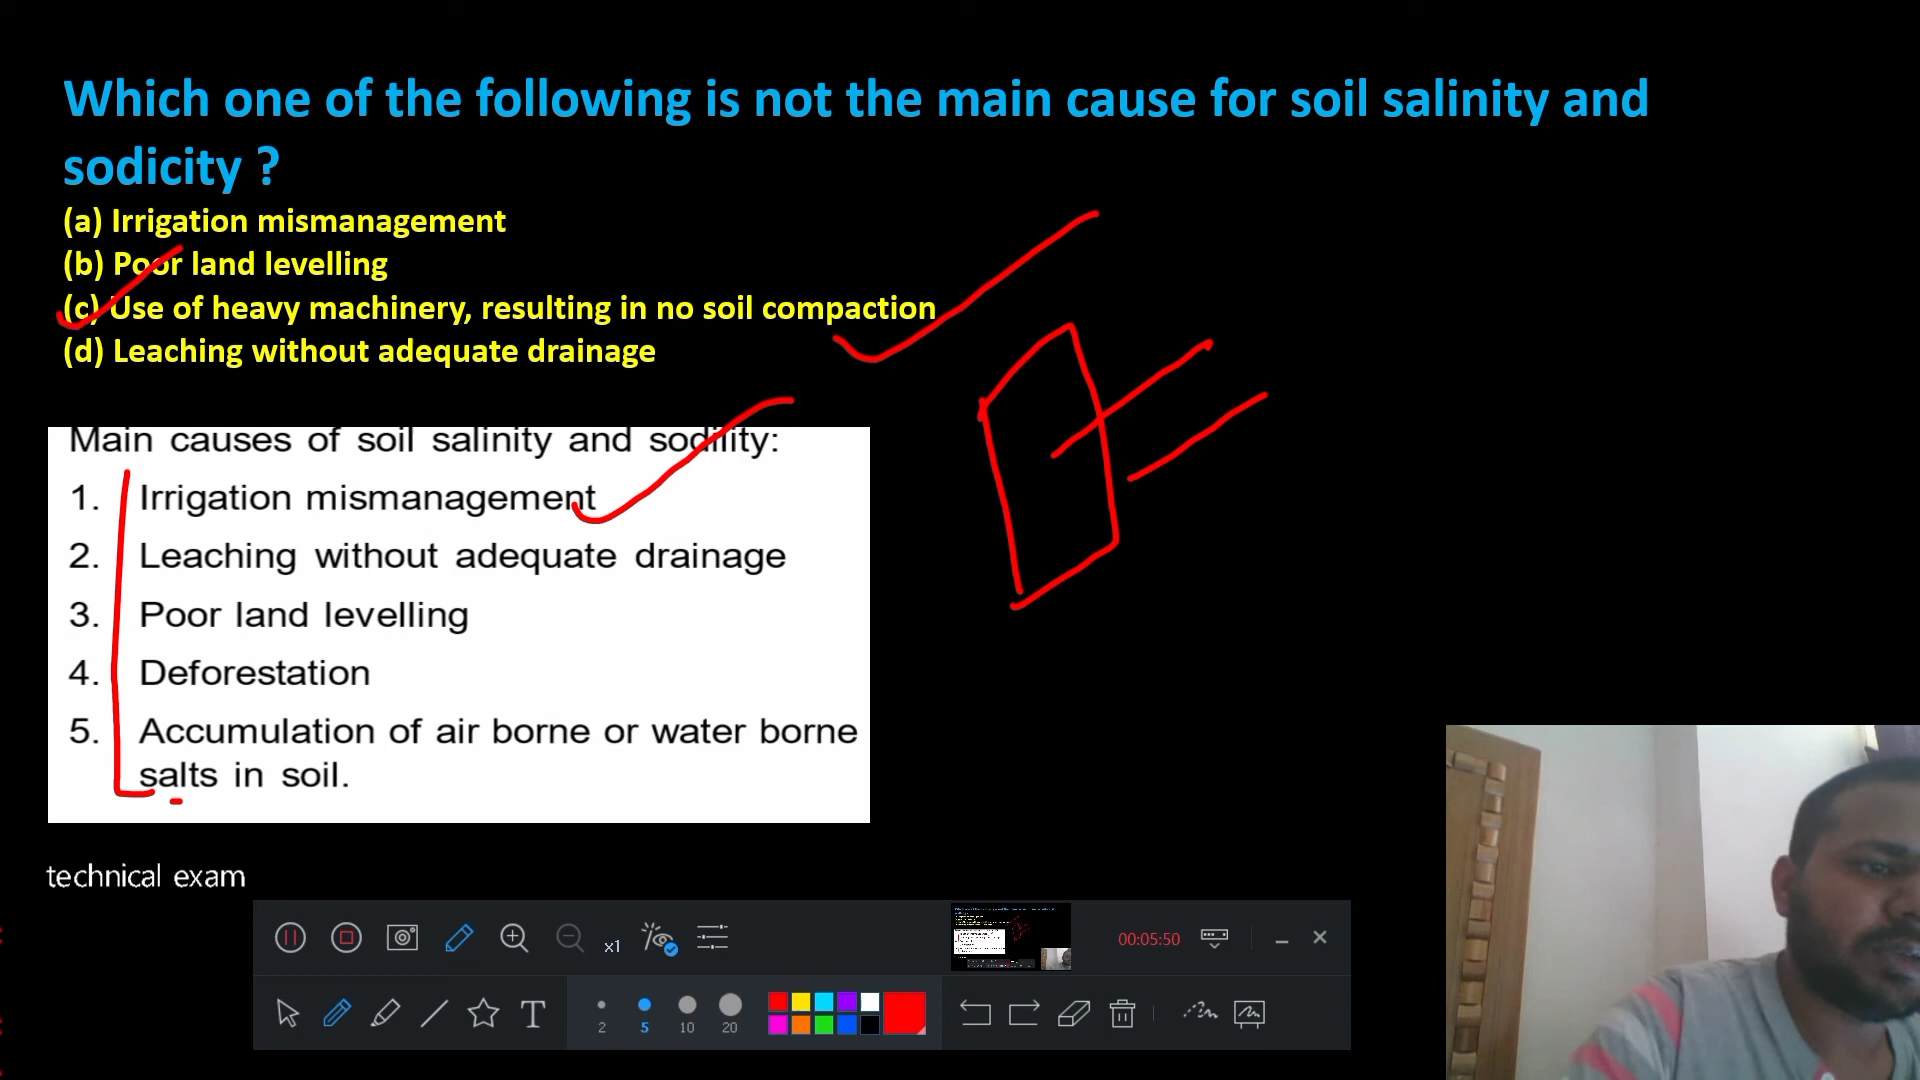 Which one of the following is not the main cause for soil salinity and
sodicity ?
(a) Irrigation mismanagement
(b) Poor land levelling
(c) Use of heavy machinery, resulting in no soil compaction
(d) Leaching without adequate drainage
Main causes of soil salinity and sodility:
1. Irrigation mismanagement
2. Leaching without adequate drainage
3. Poor land levelling
4. Deforestation
5. Accumulation of air borne or water borne
salts in soil.
technical exam
x1
00:05:50
T
2 5 10 20